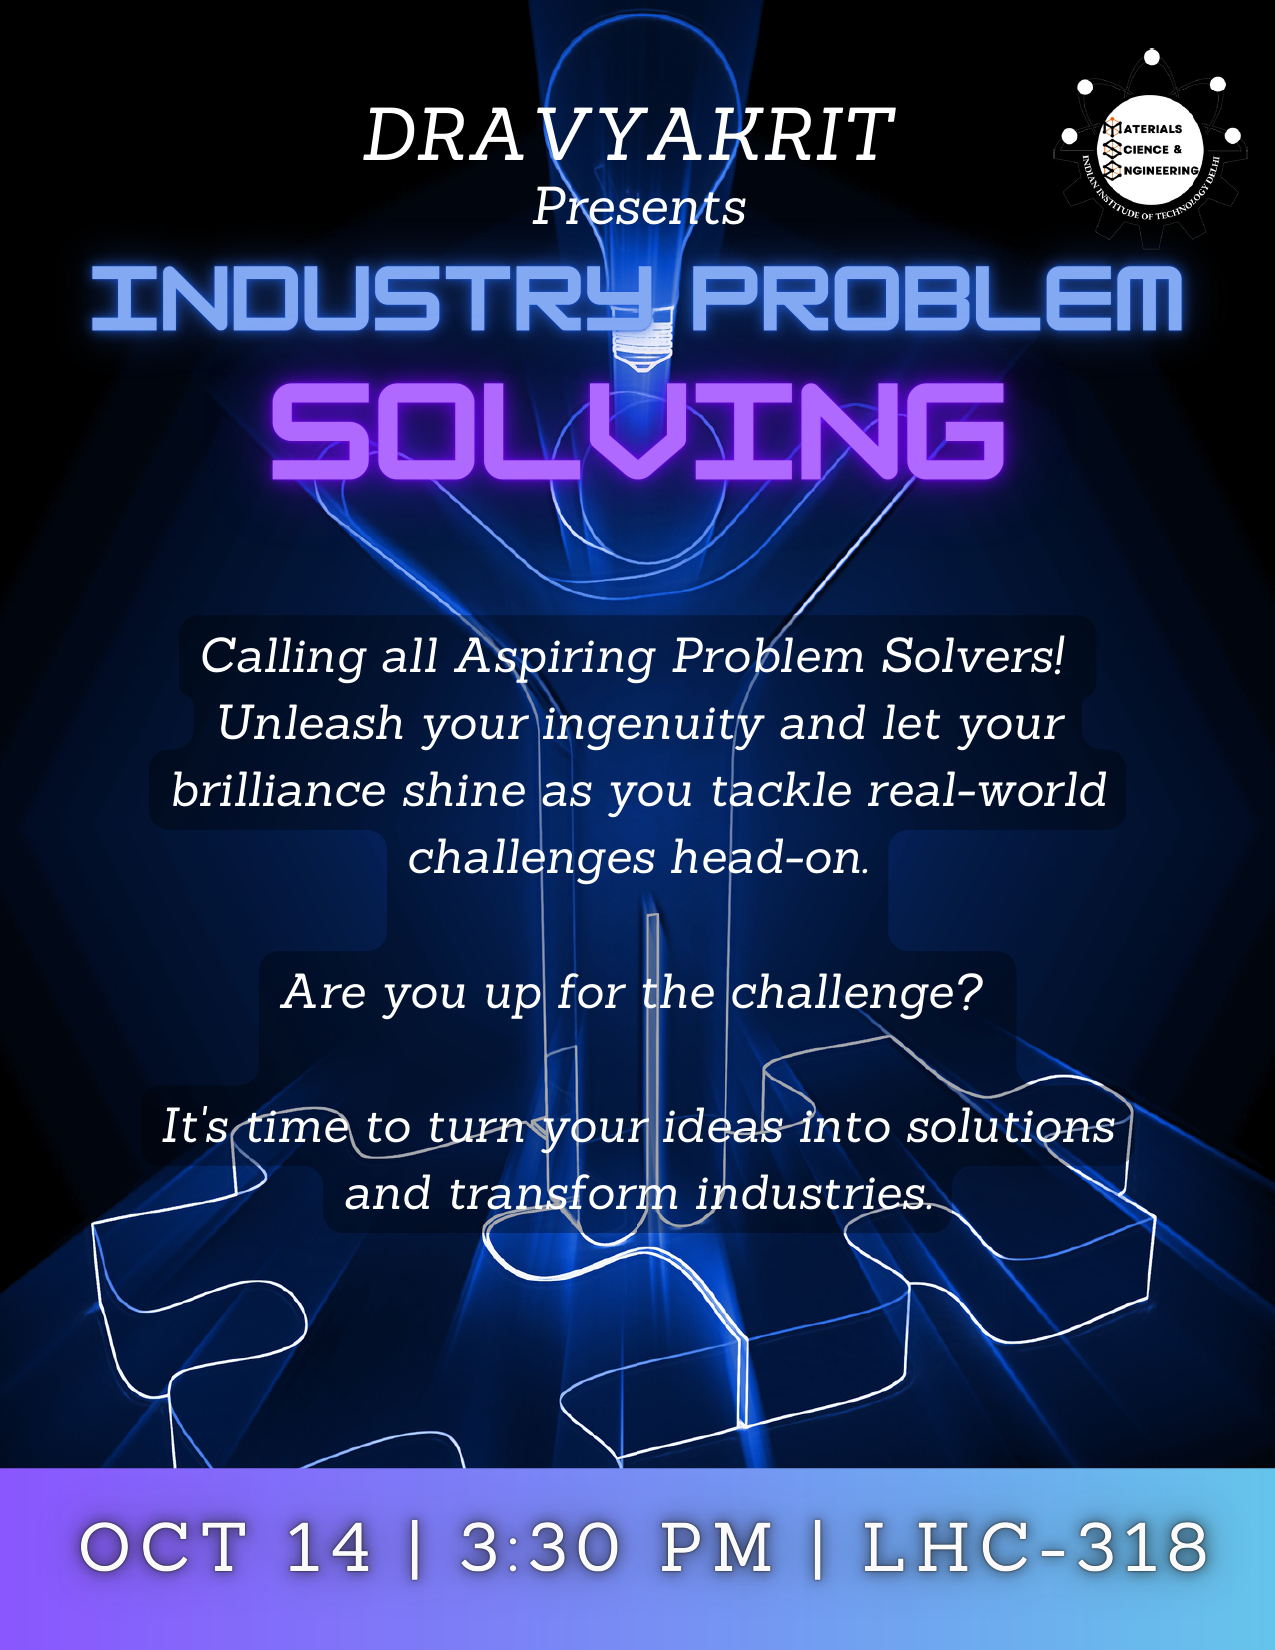 DRAVYAKRIT
Presents
MATERIALS
SCIENCE &
ENGINEERING
INDIAN INSTITUTE OF TECHNOLOGY DELHI
INDUSTRY PROBLEM
SOLVING
Calling all Aspiring Problem Solvers!
Unleash your ingenuity and let your
brilliance shine as you tackle real-world
challenges head-on.
Are you up for the challenge?
It's time to turn your ideas into solutions
and transform industries.
OCT 14 | 3:30 PM | LHC-318